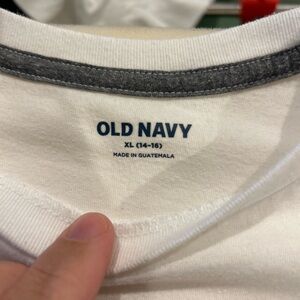 OLD NAVY
XL (14-16)
MADE IN GUATEMALA